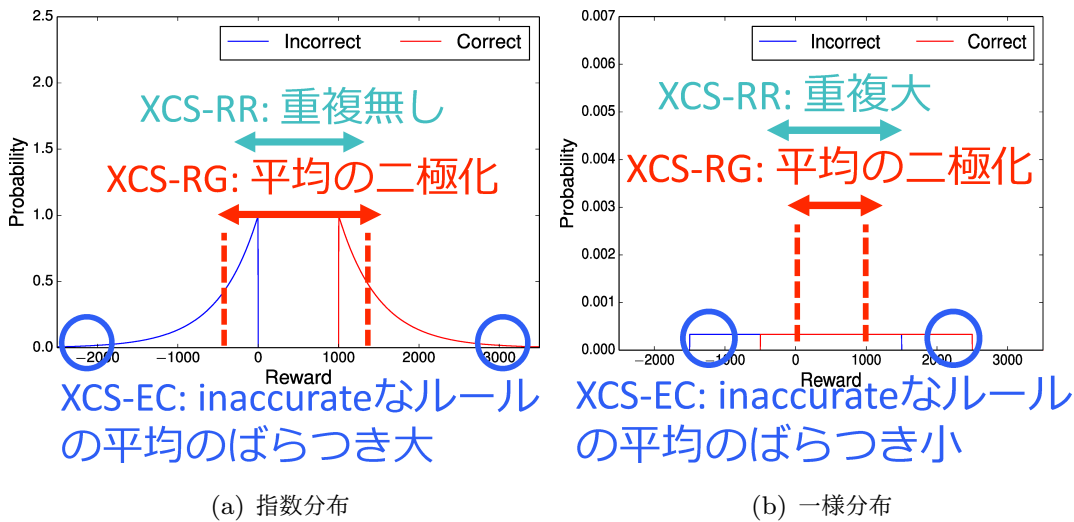 2.5
2.0
1.5
1.0
0.5
0.0
Probability
Incorrect
Correct
XCS-RR: 重複無し
XCS-RG: 平均の二極化
−2000
−1000
0
1000
2000
3000
Reward
XCS-EC: inaccurateなルール
の平均のばらつき大
(a) 指数分布
0.007
0.006
0.005
0.004
0.003
0.002
0.001
0.000
Probability
Incorrect
Correct
XCS-RR: 重複大
XCS-RG: 平均の二極化
−2000
−1000
0
1000
2000
3000
Reward
XCS-EC: inaccurateなルール
の平均のばらつき小
(b) 一様分布